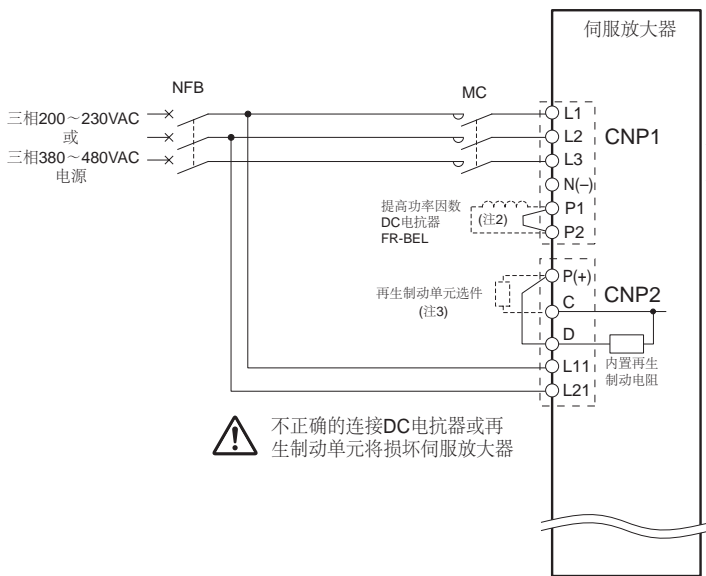 伺服放大器
NFB
MC
三相200～230VAC
或
三相380～480VAC
电源
L1
L2
L3
N(–)
P1
P2
CNP1
提高功率因数
DC电抗器
FR-BEL
(注2)
再生制动单元选件
(注3)
P(+)
C
D
L11
L21
CNP2
内置再生
制动电阻
不正确的连接DC电抗器或再
生制动单元将损坏伺服放大器